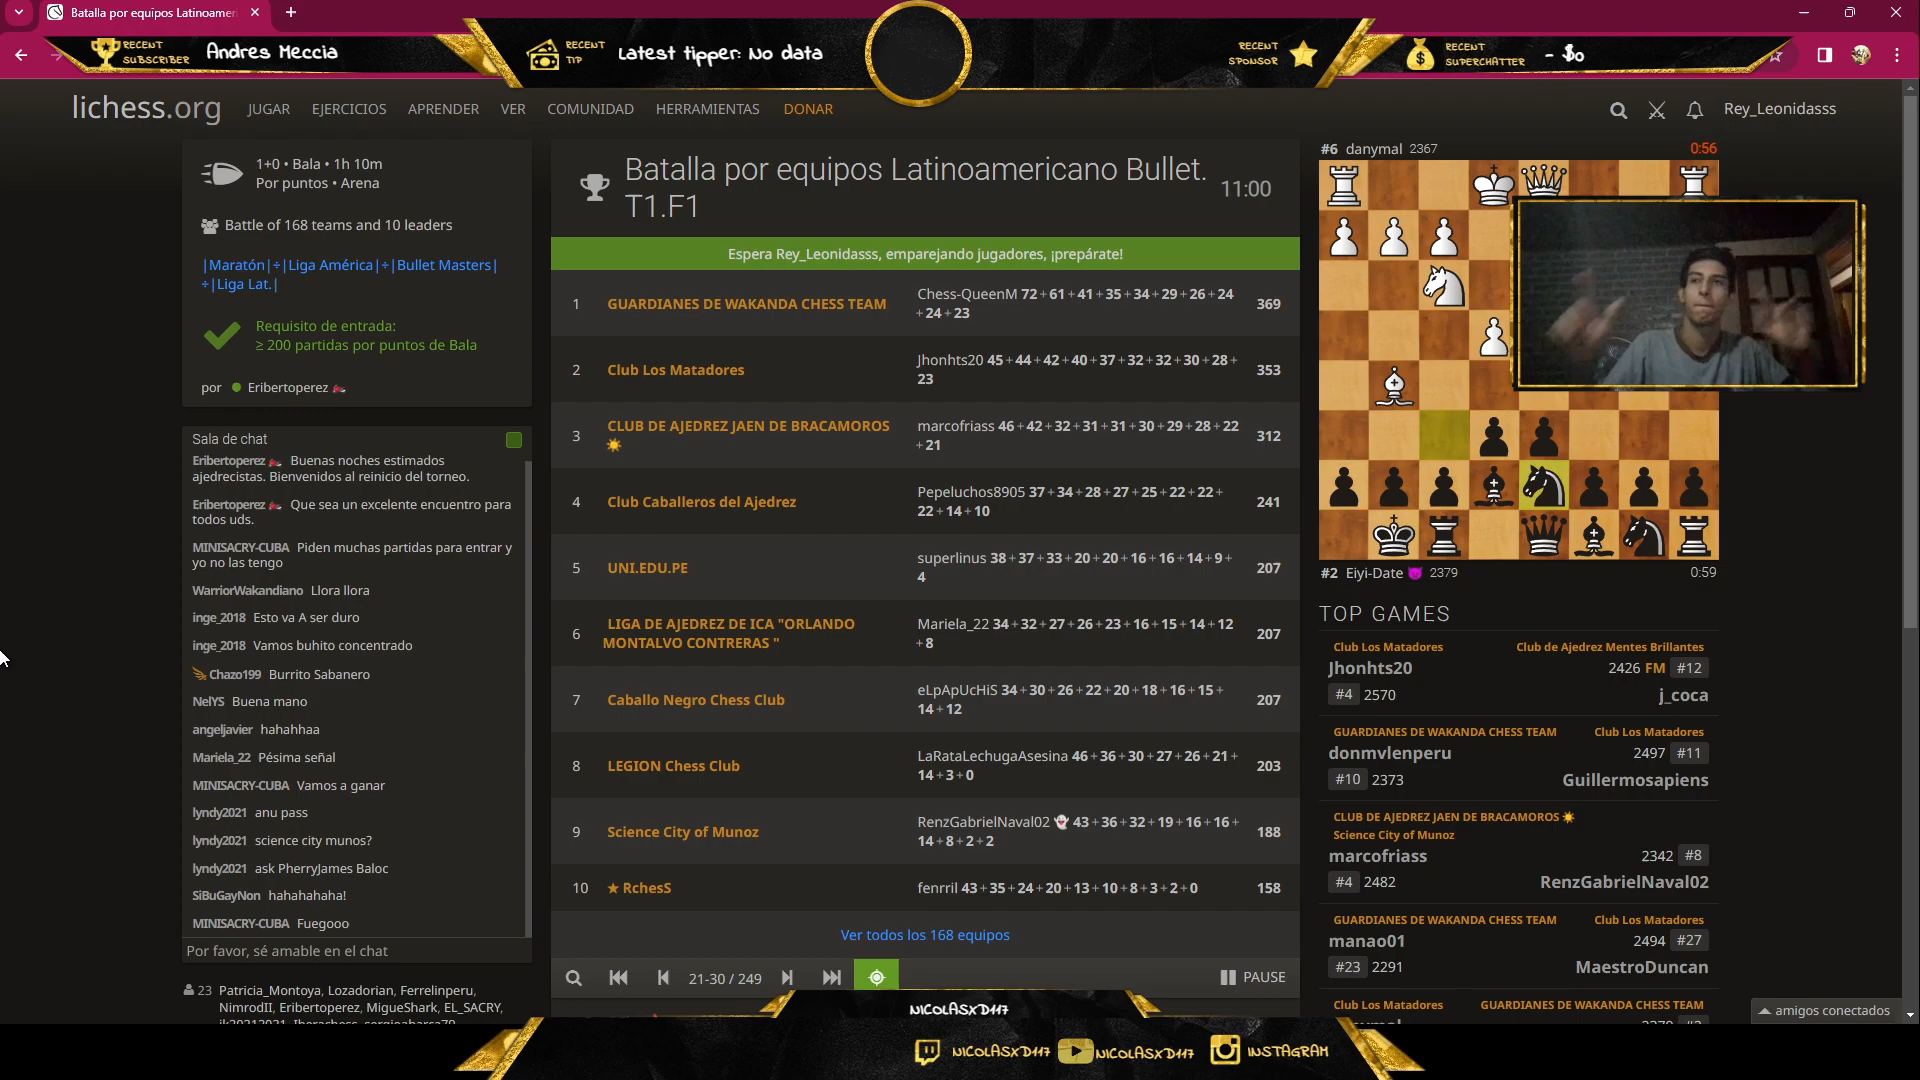 Batalla por equipos Latinoamer
RECENT SUBSCRIBER Andres Meccia
RECENT TIP Latest tipper: No data
RECENT SPONSOR
RECENT SUPERCHATTER - $0
lichess.org JUGAR EJERCICIOS APRENDER VER COMUNIDAD HERRAMIENTAS DONAR Rey_Leonidasss
1+0 • Bala • 1h 10m
Por puntos • Arena
Battle of 168 teams and 10 leaders
|Maratón|÷|Liga América|÷|Bullet Masters|
÷|Liga Lat.|
Requisito de entrada:
≥ 200 partidas por puntos de Bala
por Eribertoperez
Sala de chat
Eribertoperez Buenas noches estimados
ajedrecistas. Bienvenidos al reinicio del torneo.
Eribertoperez Que sea un excelente encuentro para
todos uds.
MINISACRY-CUBA Piden muchas partidas para entrar y
yo no las tengo
WarriorWakandiano Llora llora
inge_2018 Esto va A ser duro
inge_2018 Vamos buhito concentrado
Chazo199 Burrito Sabanero
NelYS Buena mano
angeljavier hahahhaa
Mariela_22 Pésima señal
MINISACRY-CUBA Vamos a ganar
lyndy2021 anu pass
lyndy2021 science city munos?
lyndy2021 ask PherryJames Baloc
SiBuGayNon hahahahaha!
MINISACRY-CUBA Fuegooo
Por favor, sé amable en el chat
23 Patricia_Montoya, Lozadorian, Ferrelinperu,
NimrodII, Eribertoperez, MigueShark, EL_SACRY,
Batalla por equipos Latinoamericano Bullet.
T1.F1
11:00
Espera Rey_Leonidasss, emparejando jugadores, ¡prepárate!
1 GUARDIANES DE WAKANDA CHESS TEAM Chess-QueenM 72+61+41+35+34+29+26+24
+24+23 369
2 Club Los Matadores Jhonhts20 45+44+42+40+37+32+32+30+28+
23 353
3 CLUB DE AJEDREZ JAEN DE BRACAMOROS ☀️ marcofriass 46+42+32+31+31+30+29+28+22
+21 312
4 Club Caballeros del Ajedrez Pepeluchos8905 37+34+28+27+25+22+22+
22+14+10 241
5 UNI.EDU.PE superlinus 38+37+33+20+20+16+16+14+9+
4 207
6 LIGA DE AJEDREZ DE ICA "ORLANDO
MONTALVO CONTRERAS " Mariela_22 34+32+27+26+23+16+15+14+12
+8 207
7 Caballo Negro Chess Club eLpApUcHiS 34+30+26+22+20+18+16+15+
14+12 207
8 LEGION Chess Club LaRataLechugaAsesina 46+36+30+27+26+21+
14+3+0 203
9 Science City of Munoz RenzGabrielNaval02 👻 43+36+32+19+16+16+
14+8+2+2 188
10 ★ RchesS fenrril 43+35+24+20+13+10+8+3+2+0 158
Ver todos los 168 equipos
21-30 / 249
PAUSE
#6 danymal 2367 0:56
#2 Eiyi-Date 😈 2379 0:59
TOP GAMES
Club Los Matadores Club de Ajedrez Mentes Brillantes
Jhonhts20 2426 FM #12
#4 2570 j_coca
GUARDIANES DE WAKANDA CHESS TEAM Club Los Matadores
donmvlenperu 2497 #11
#10 2373 Guillermosapiens
CLUB DE AJEDREZ JAEN DE BRACAMOROS ☀️
Science City of Munoz
marcofriass 2342 #8
#4 2482 RenzGabrielNaval02
GUARDIANES DE WAKANDA CHESS TEAM Club Los Matadores
manao01 2494 #27
#23 2291 MaestroDuncan
Club Los Matadores GUARDIANES DE WAKANDA CHESS TEAM
amigos conectados
NICOLASXD117
NICOLASXD117 NICOLASXD117 INSTAGRAM